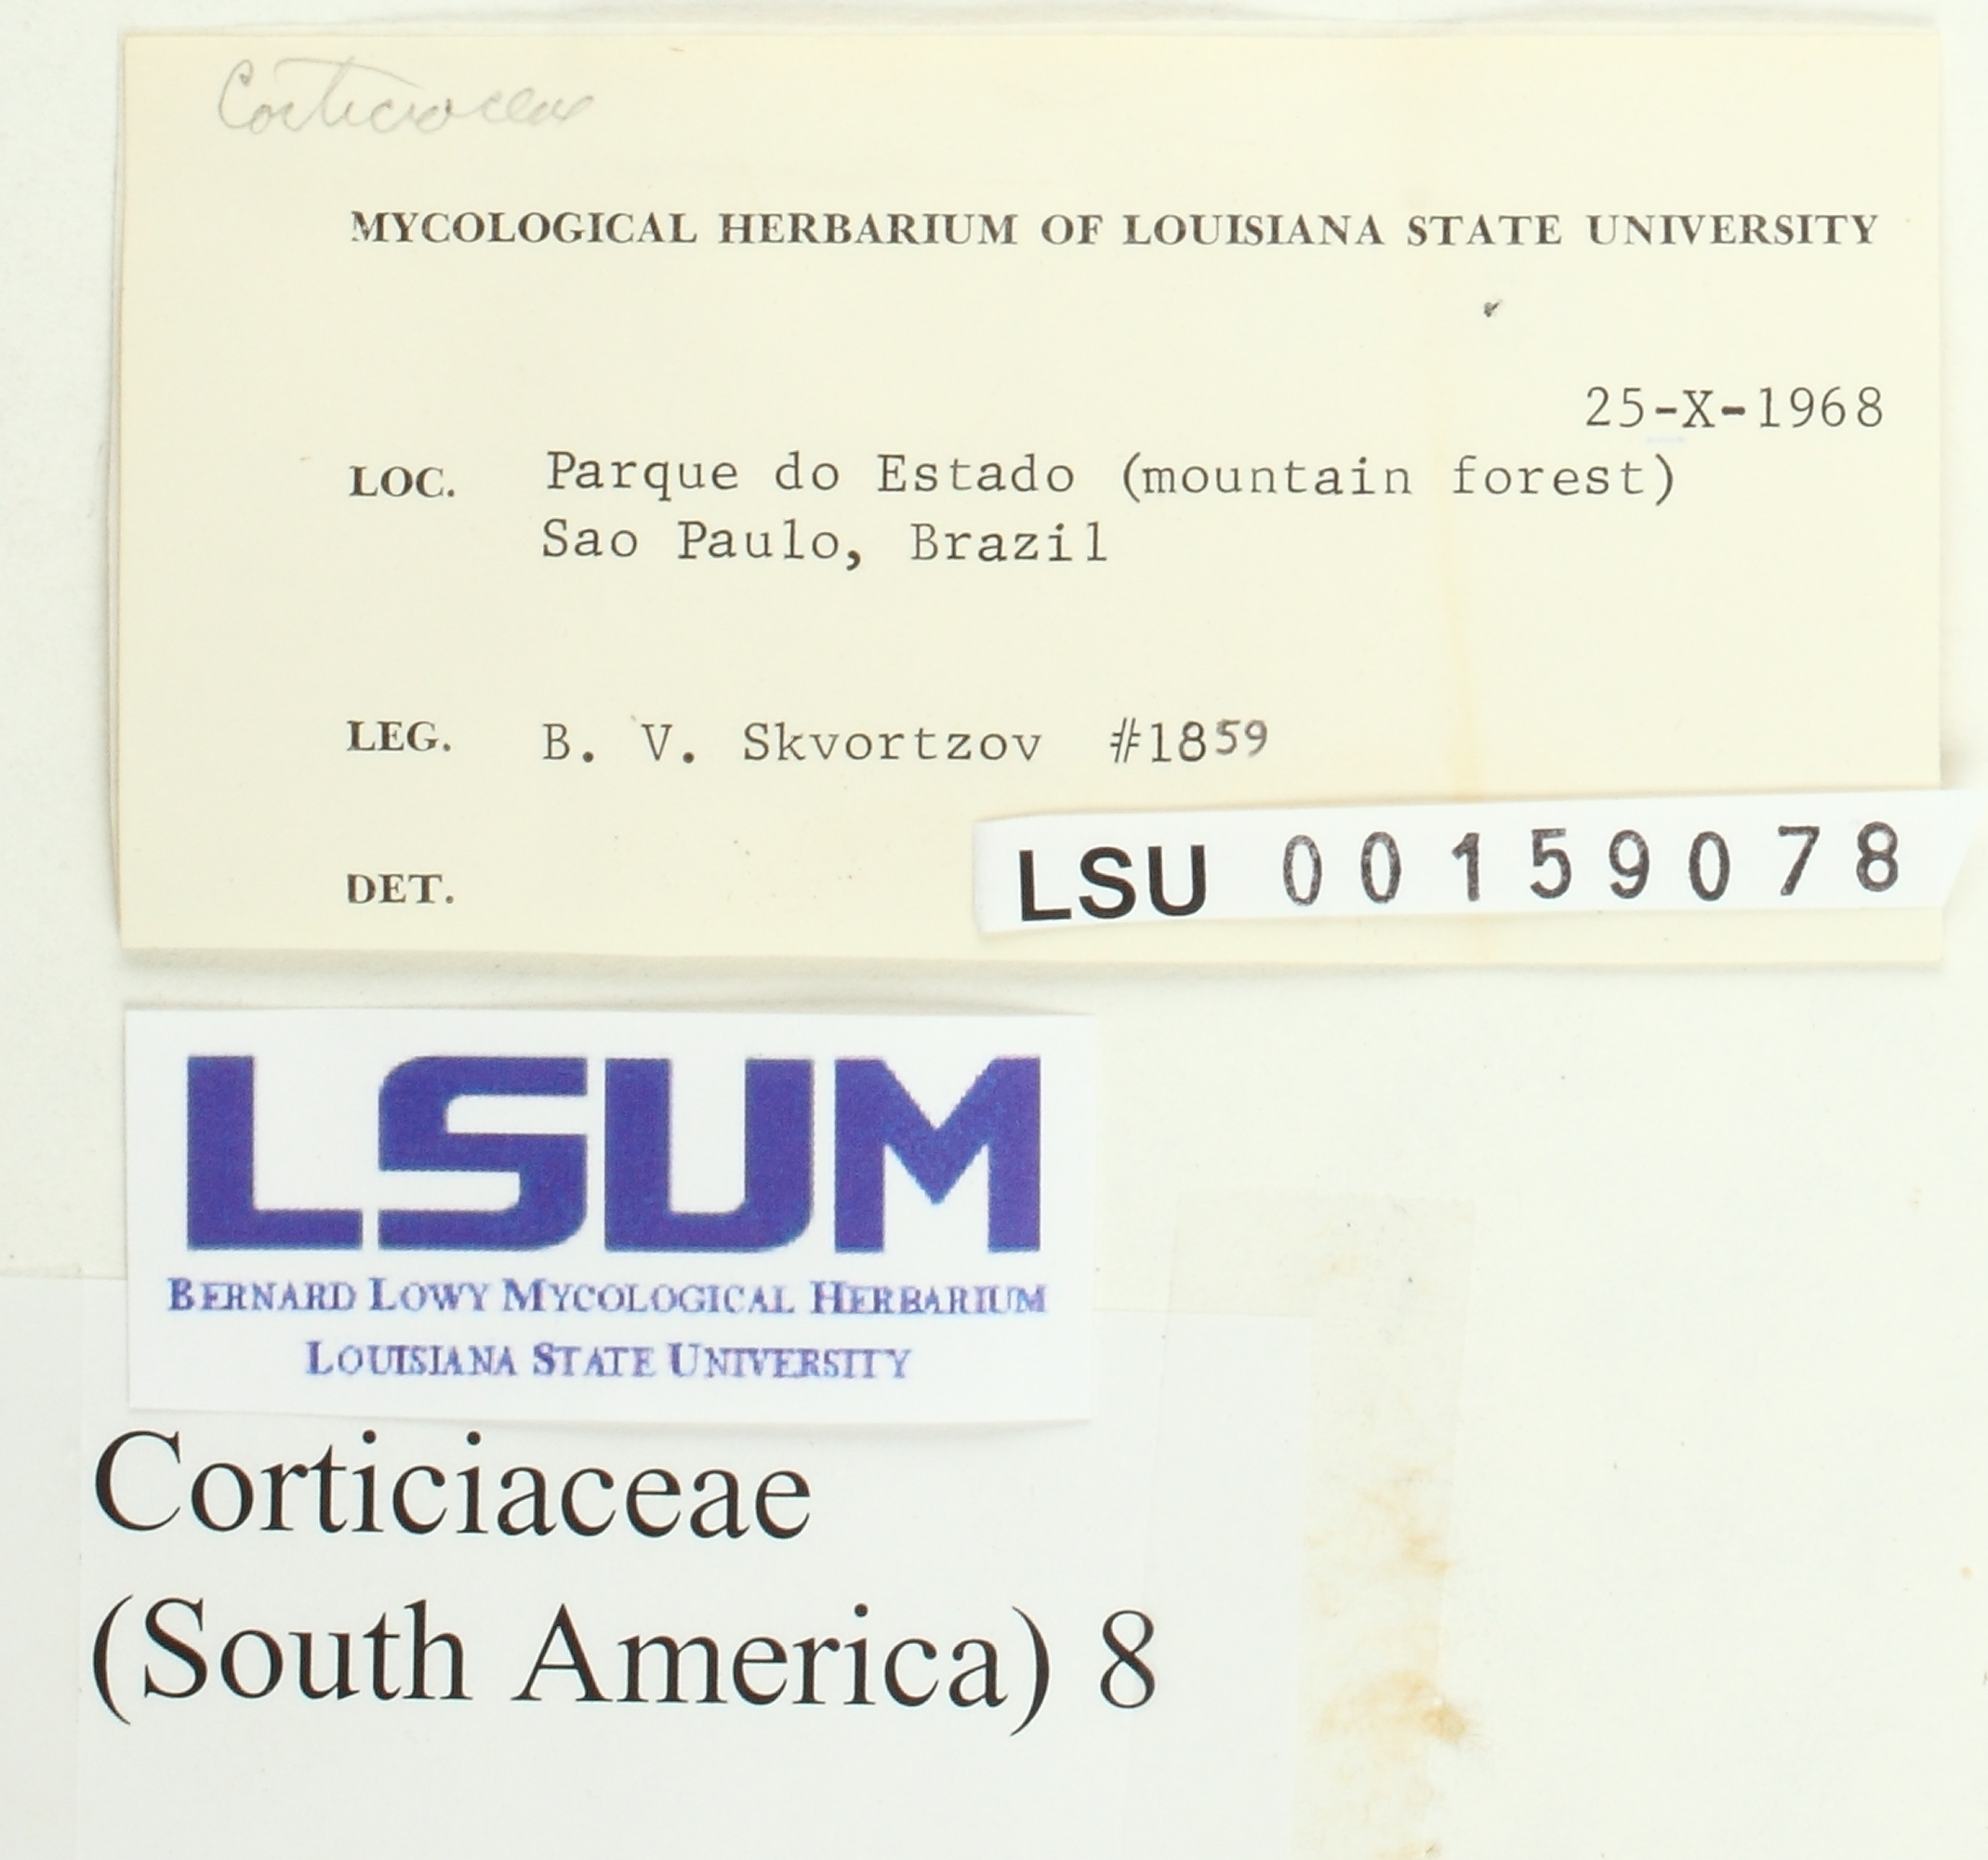 Corticiaceae
MYCOLOGICAL HERBARIUM OF LOUISIANA STATE UNIVERSITY
25-X-1968
LOC. Parque do Estado (mountain forest)
Sao Paulo, Brazil
LEG. B. V. Skvortzov #1859
DET.
LSU 00159078
LSUM
BERNARD LOWY MYCOLOGICAL HERBARIUM
LOUISIANA STATE UNIVERSITY
Corticiaceae
(South America) 8